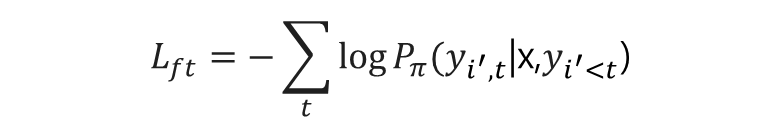 L_{ft} = -\sum_{t} \log P_{\pi}(y_{i',t}|x,y_{i'<t})